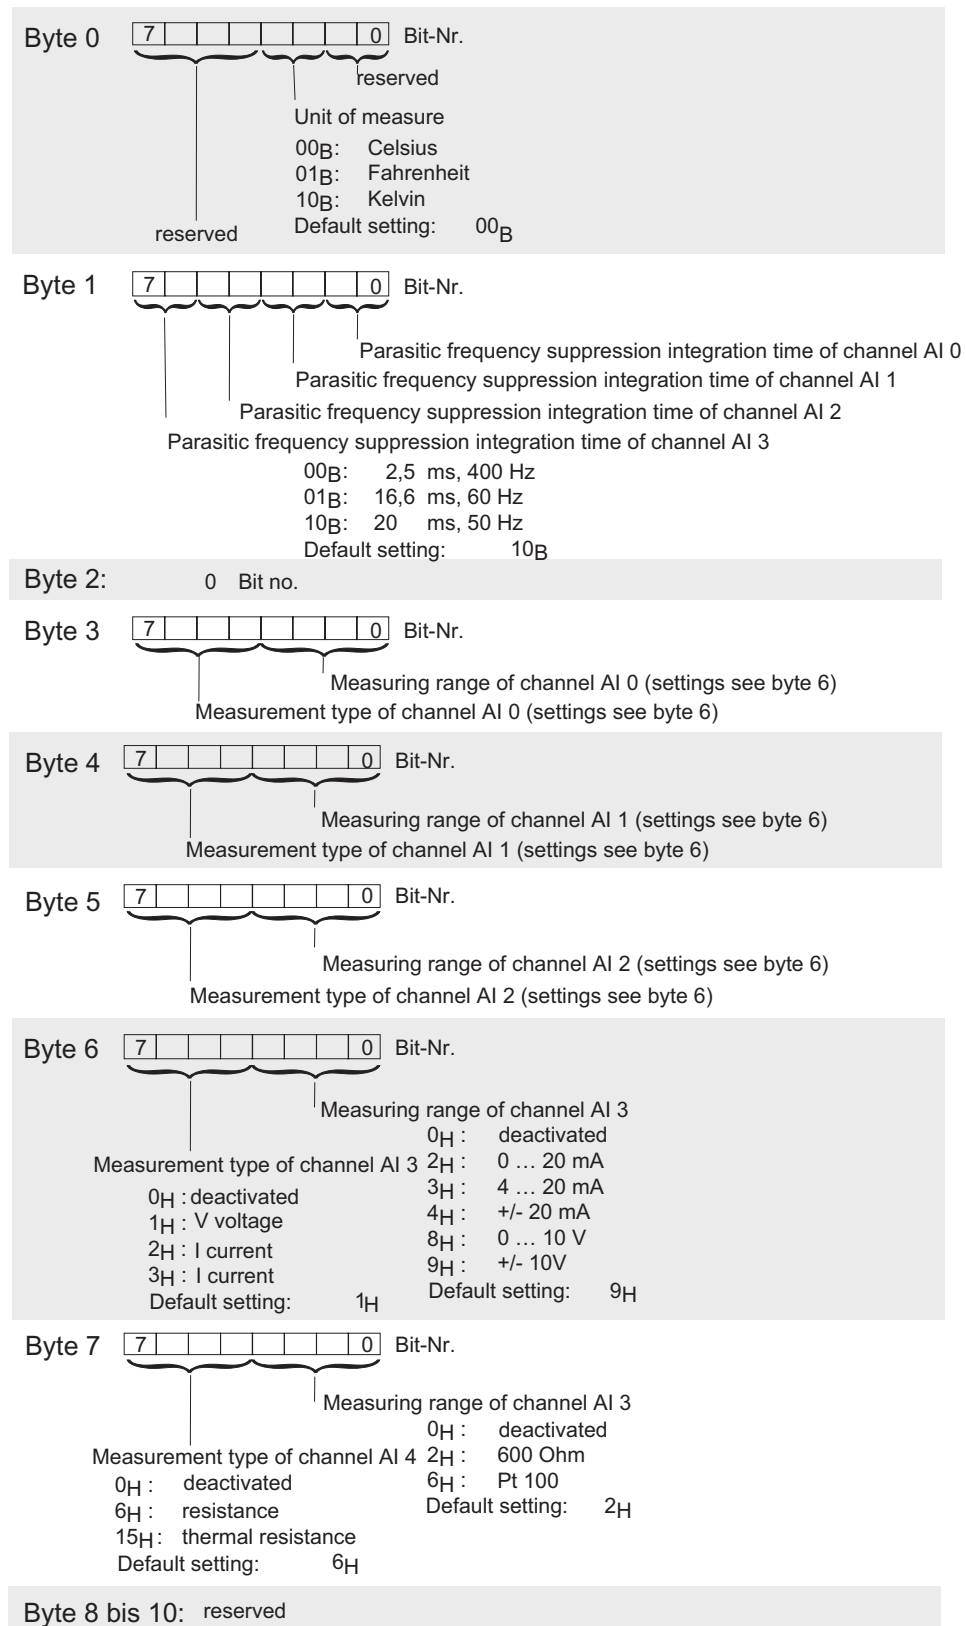 Byte 0 7 0 Bit-Nr.
reserved
Unit of measure
00B: Celsius
01B: Fahrenheit
10B: Kelvin
Default setting: 00B
reserved
Byte 1 7 0 Bit-Nr.
Parasitic frequency suppression integration time of channel AI 0
Parasitic frequency suppression integration time of channel AI 1
Parasitic frequency suppression integration time of channel AI 2
Parasitic frequency suppression integration time of channel AI 3
00B: 2,5 ms, 400 Hz
01B: 16,6 ms, 60 Hz
10B: 20 ms, 50 Hz
Default setting: 10B
Byte 2: 0 Bit no.
Byte 3 7 0 Bit-Nr.
Measuring range of channel AI 0 (settings see byte 6)
Measurement type of channel AI 0 (settings see byte 6)
Byte 4 7 0 Bit-Nr.
Measuring range of channel AI 1 (settings see byte 6)
Measurement type of channel AI 1 (settings see byte 6)
Byte 5 7 0 Bit-Nr.
Measuring range of channel AI 2 (settings see byte 6)
Measurement type of channel AI 2 (settings see byte 6)
Byte 6 7 0 Bit-Nr.
Measuring range of channel AI 3
0H : deactivated
2H : 0 … 20 mA
3H : 4 … 20 mA
4H : +/- 20 mA
8H : 0 … 10 V
9H : +/- 10V
Default setting: 9H
Measurement type of channel AI 3
0H : deactivated
1H : V voltage
2H : I current
3H : I current
Default setting: 1H
Byte 7 7 0 Bit-Nr.
Measuring range of channel AI 3
0H : deactivated
2H : 600 Ohm
6H : Pt 100
Default setting: 2H
Measurement type of channel AI 4
0H : deactivated
6H : resistance
15H : thermal resistance
Default setting: 6H
Byte 8 bis 10: reserved